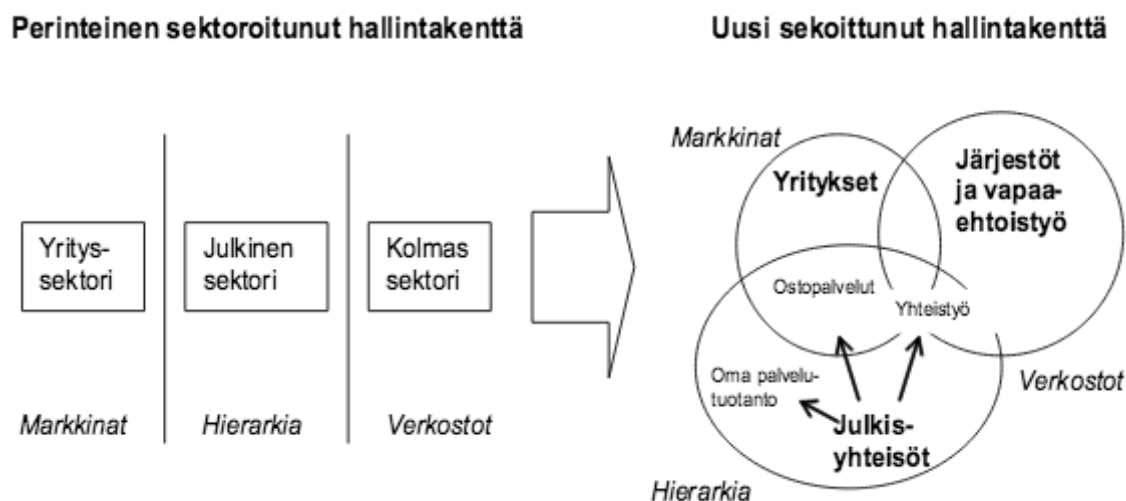 Perinteinen sektoroitunut hallintakenttä
Yritys-
sektori
Julkinen
sektori
Kolmas
sektori
Markkinat
Hierarkia
Verkostot
Uusi sekoittunut hallintakenttä
Markkinat
Yritykset
Järjestöt
ja vapaa-
ehtoistyö
Ostopalvelut
Yhteistyö
Oma palvelu-
tuotanto
Verkostot
Julkis-
yhteisöt
Hierarkia